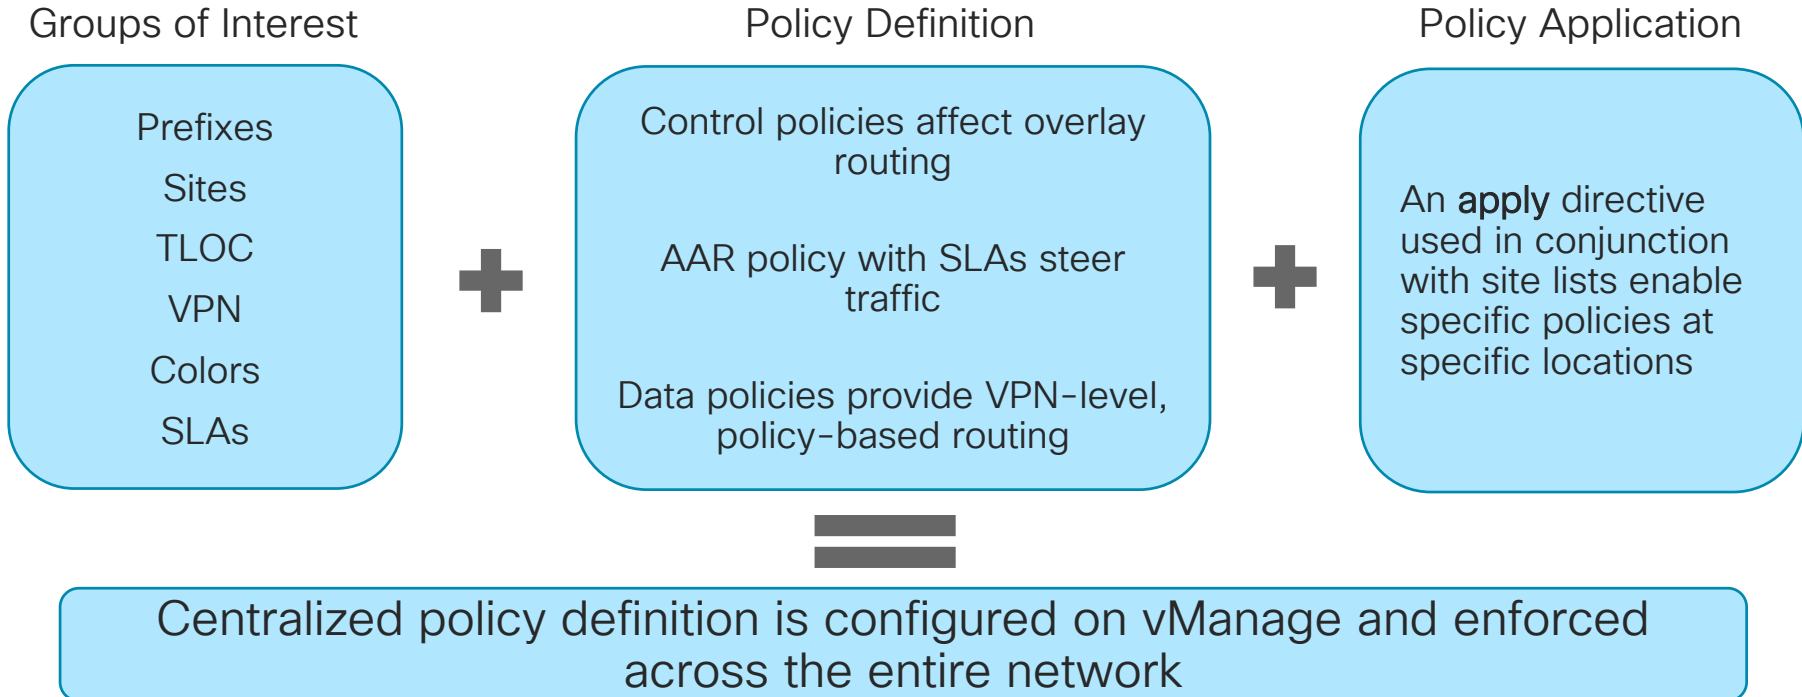 Groups of Interest
Policy Definition
Policy Application
Prefixes
Sites
TLOC
VPN
Colors
SLAs
Control policies affect overlay
routing
AAR policy with SLAs steer
traffic
Data policies provide VPN-level,
policy-based routing
An apply directive
used in conjunction
with site lists enable
specific policies at
specific locations
Centralized policy definition is configured on vManage and enforced
across the entire network